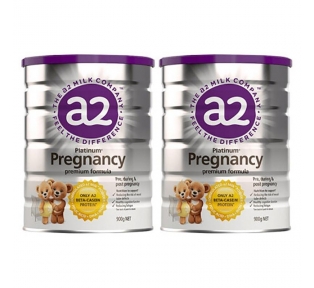 THE a2 MILK COMPANY
a2
FEEL THE DIFFERENCE
Platinum®
Pregnancy
premium formula
Pre, during &
post pregnancy
ONLY A2
BETA-CASEIN
PROTEIN
900g NET
THE a2 MILK COMPANY
a2
FEEL THE DIFFERENCE
Platinum®
Pregnancy
premium formula
Pre, during &
post pregnancy
ONLY A2
BETA-CASEIN
PROTEIN
900g NET